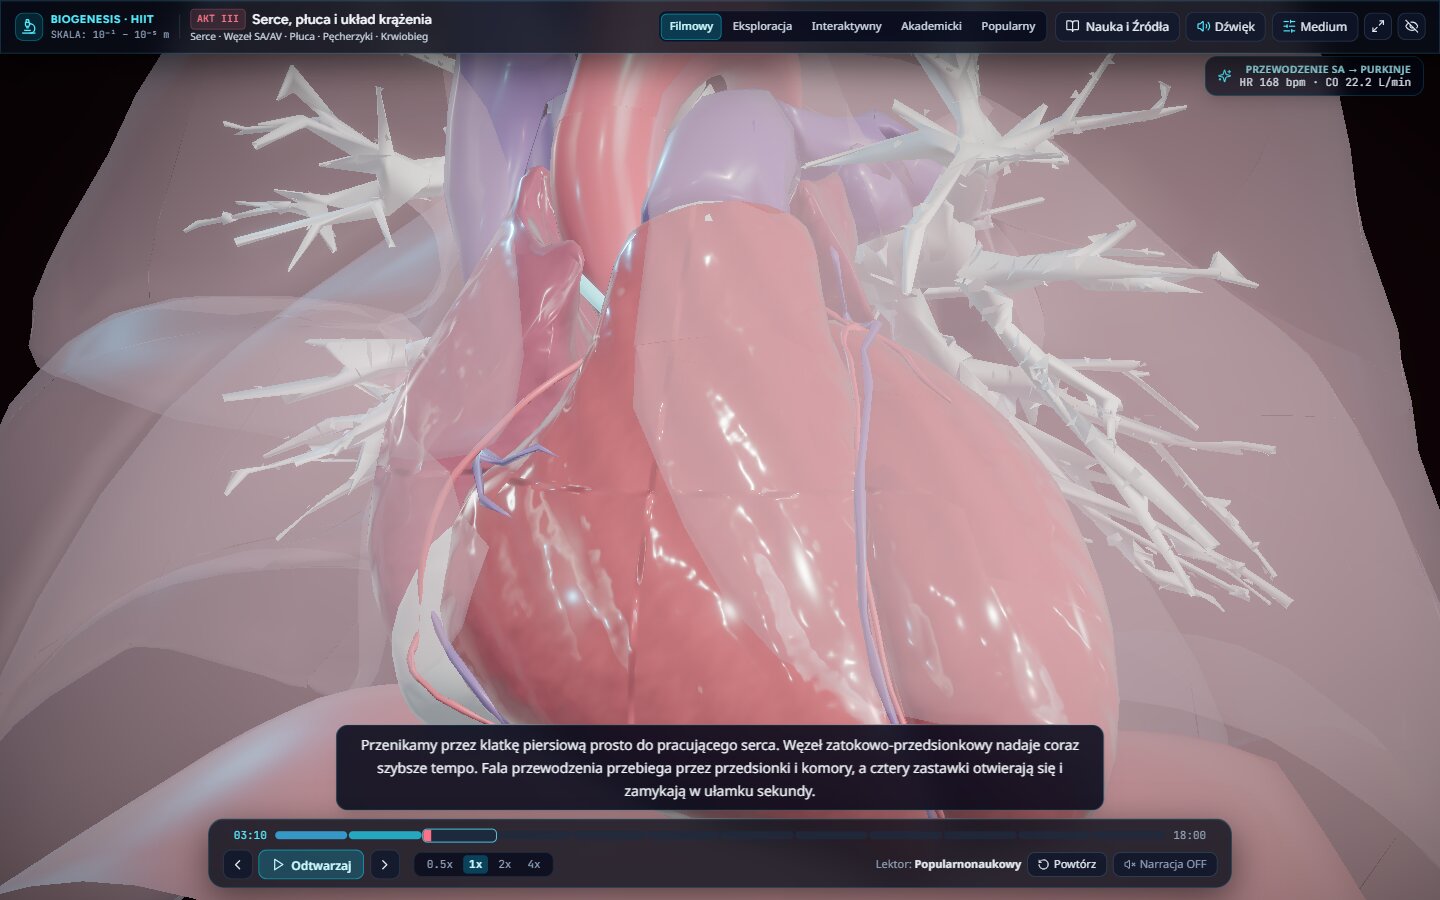 BIOGENESIS · HIIT
SKALA: 10⁻¹ – 10⁻⁵ m
AKT III
Serce, płuca i układ krążenia
Serce · Węzeł SA/AV · Płuca · Pęcherzyki · Krwiobieg
Filmowy
Eksploracja
Interaktywny
Akademicki
Popularny
Nauka i Źródła
Dźwięk
Medium
PRZEWODZENIE SA → PURKINJE
HR 168 bpm · CO 22.2 L/min
Przenikamy przez klatkę piersiową prosto do pracującego serca. Węzeł zatokowo-przedsionkowy nadaje coraz
szybsze tempo. Fala przewodzenia przebiega przez przedsionki i komory, a cztery zastawki otwierają się i
zamykają w ułamku sekundy.
03:10
18:00
Odtwarzaj
0.5x
1x
2x
4x
Lektor: Popularnonaukowy
Powtórz
Narracja OFF